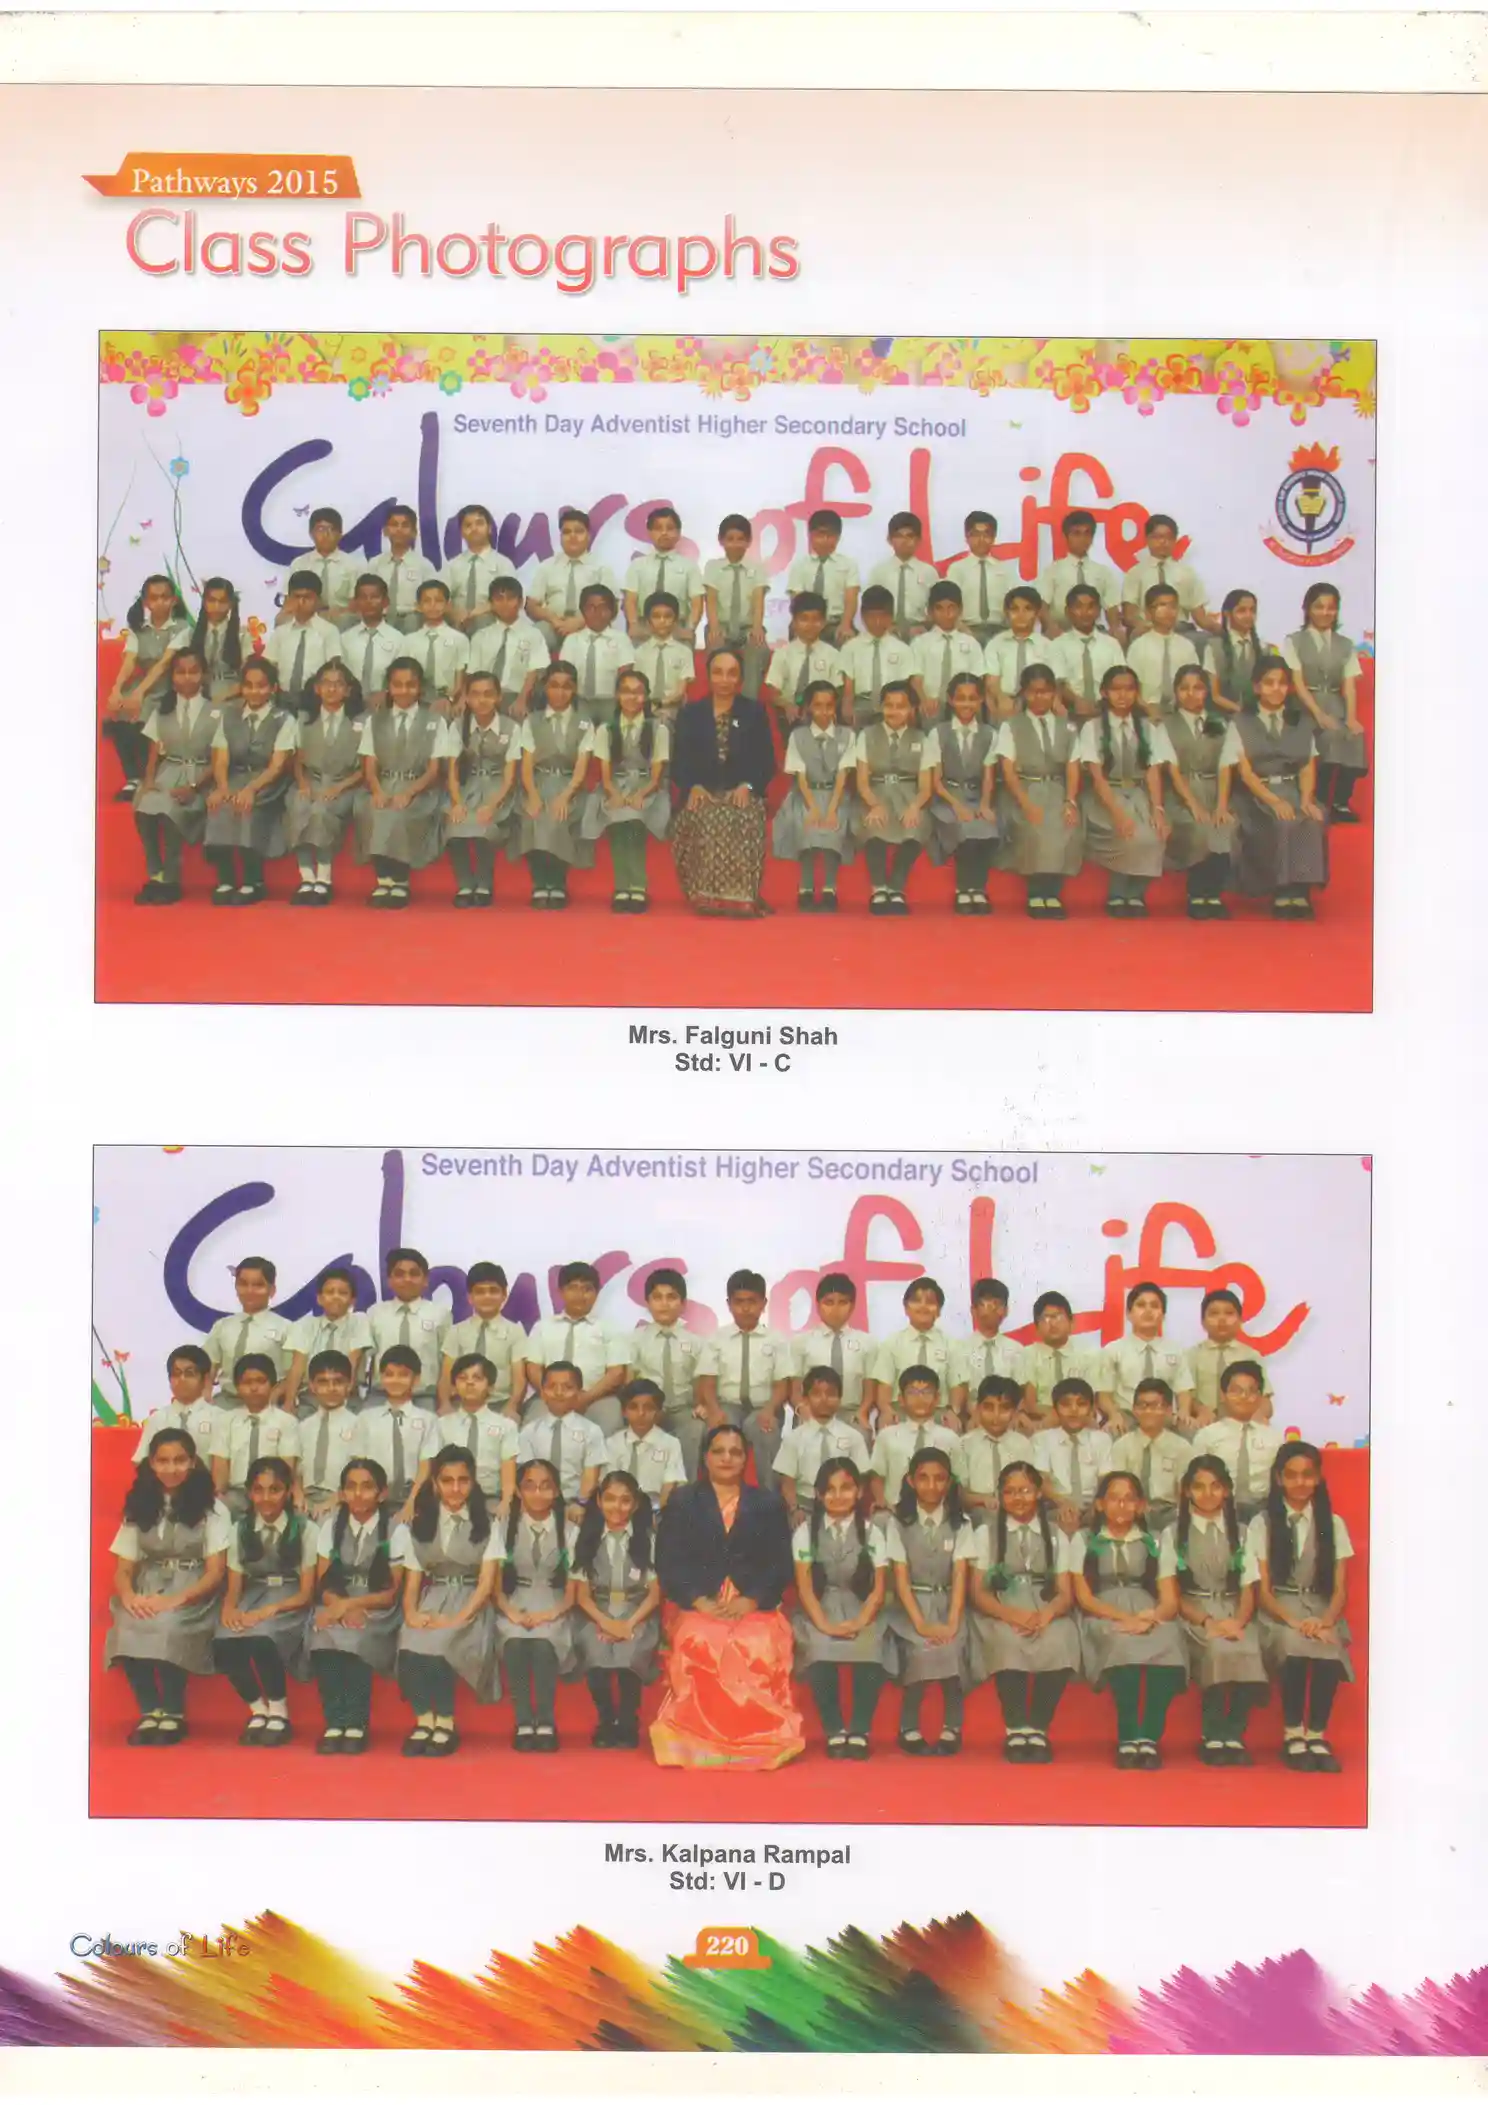 Pathways 2015
Class Photographs
Seventh Day Adventist Higher Secondary School
Colours of Life
Mrs. Falguni Shah
Std: VI - C
Seventh Day Adventist Higher Secondary School
Colours of Life
Mrs. Kalpana Rampal
Std: VI - D
Colours of Life
220